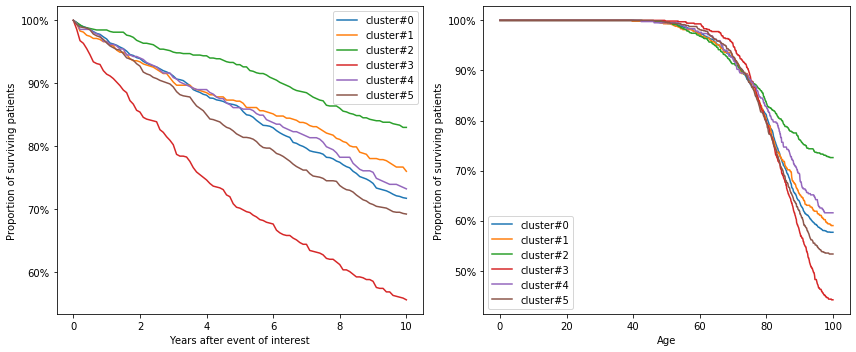 100%
90%
80%
70%
60%
Proportion of surviving patients
0
2
4
6
8
10
Years after event of interest
cluster#0
cluster#1
cluster#2
cluster#3
cluster#4
cluster#5
100%
90%
80%
70%
60%
50%
Proportion of surviving patients
cluster#0
cluster#1
cluster#2
cluster#3
cluster#4
cluster#5
0
20
40
60
80
100
Age